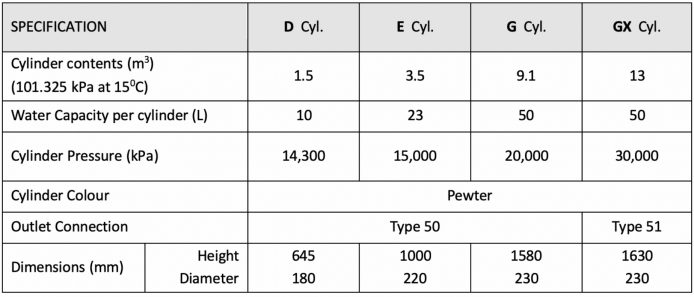 SPECIFICATION D Cyl. E Cyl. G Cyl. GX Cyl.
Cylinder contents (m³)
(101.325 kPa at 15⁰C) 1.5 3.5 9.1 13
Water Capacity per cylinder (L) 10 23 50 50
Cylinder Pressure (kPa) 14,300 15,000 20,000 30,000
Cylinder Colour Pewter
Outlet Connection Type 50 Type 51
Dimensions (mm) Height 645 1000 1580 1630
Diameter 180 220 230 230